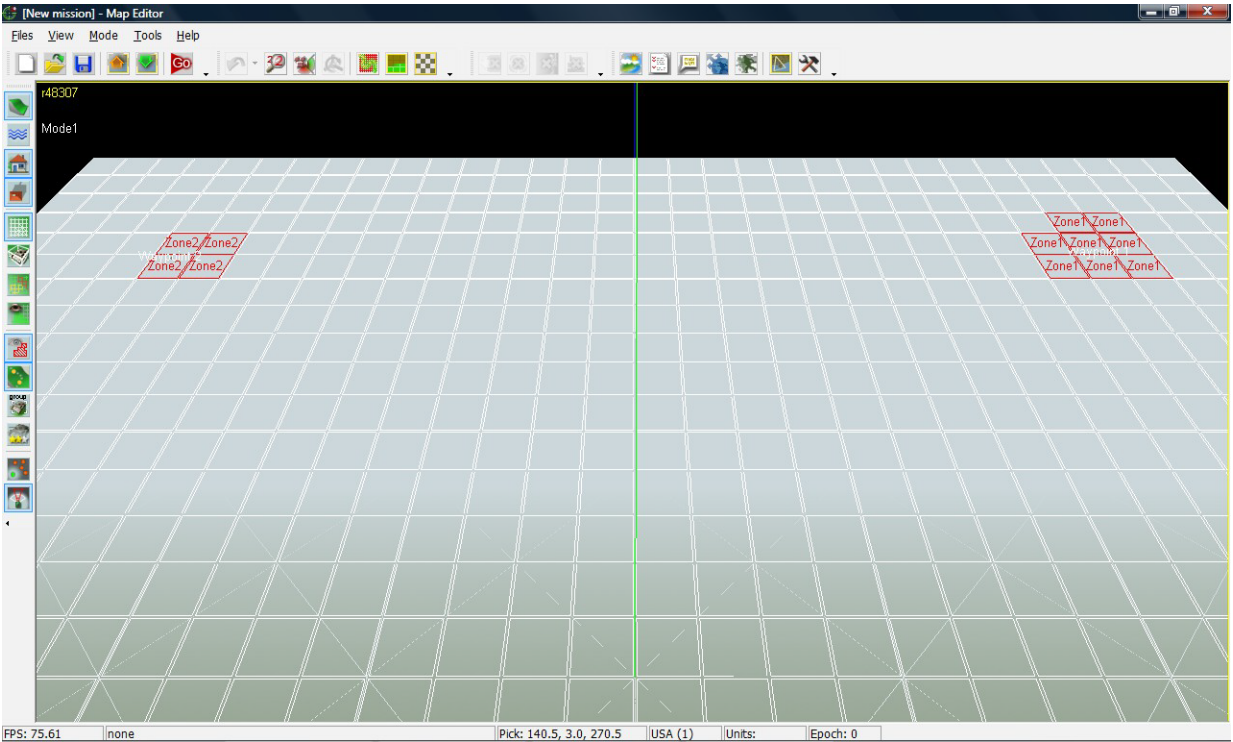 [New mission] - Map Editor
Files View Mode Tools Help
GO
r48307
Mode1
Zone1 Zone1
Zone2 Zone2 Zone1 Zone1 Zone1
Zone2 Zone2 Zone1 Zone1 Zone1
group
FPS: 75.61 none Pick: 140.5, 3.0, 270.5 USA (1) Units: Epoch: 0